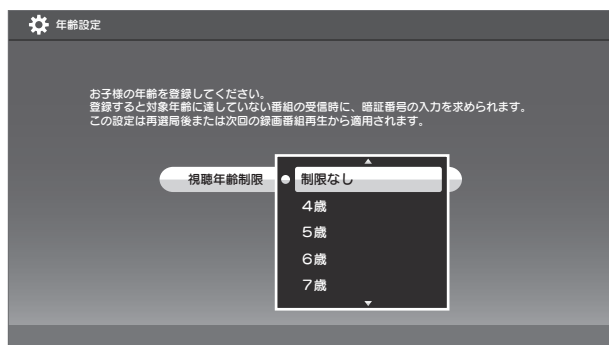 年齢設定
お子様の年齢を登録してください。
登録すると対象年齢に達していない番組の受信時に、暗証番号の入力を求められます。
この設定は再選局後または次回の録画番組再生から適用されます。
視聴年齢制限
制限なし
4歳
5歳
6歳
7歳